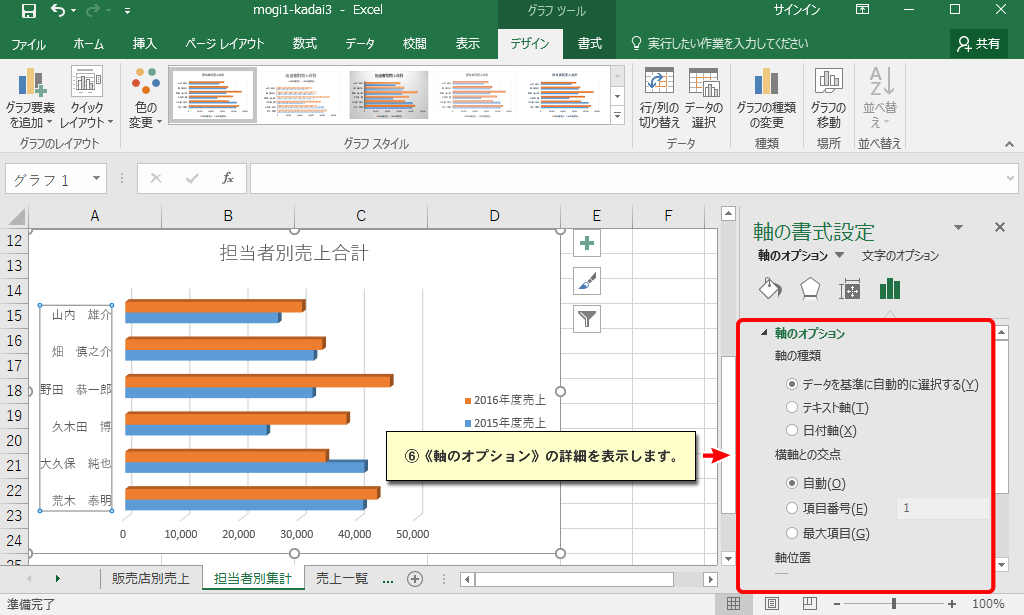 mogi1-kadai3 - Excel
グラフ ツール
サインイン
ファイル ホーム 挿入 ページ レイアウト 数式 データ 校閲 表示 デザイン 書式 実行したい作業を入力してください 共有
グラフ要素を追加
クイックレイアウト
色の変更
行/列の切り替え
データの選択
グラフの種類の変更
グラフの移動
並べ替え
グラフのレイアウト グラフ スタイル データ 種類 場所 並べ替え
グラフ 1
fx
A B C D E F
12
13
14
15
16
17
18
19
20
21
22
23
24
25
担当者別売上合計
山内 雄介
畑 慎之介
野田 恭一郎
久木田 博
大久保 純也
荒木 泰明
2016年度売上
2015年度売上
0 10,000 20,000 30,000 40,000 50,000
⑥《軸のオプション》の詳細を表示します。
軸の書式設定
軸のオプション 文字のオプション
軸のオプション
軸の種類
データを基準に自動的に選択する(Y)
テキスト軸(T)
日付軸(X)
横軸との交点
自動(O)
項目番号(E) 1
最大項目(G)
軸位置
販売店別売上 担当者別集計 売上一覧 ...
準備完了
100%